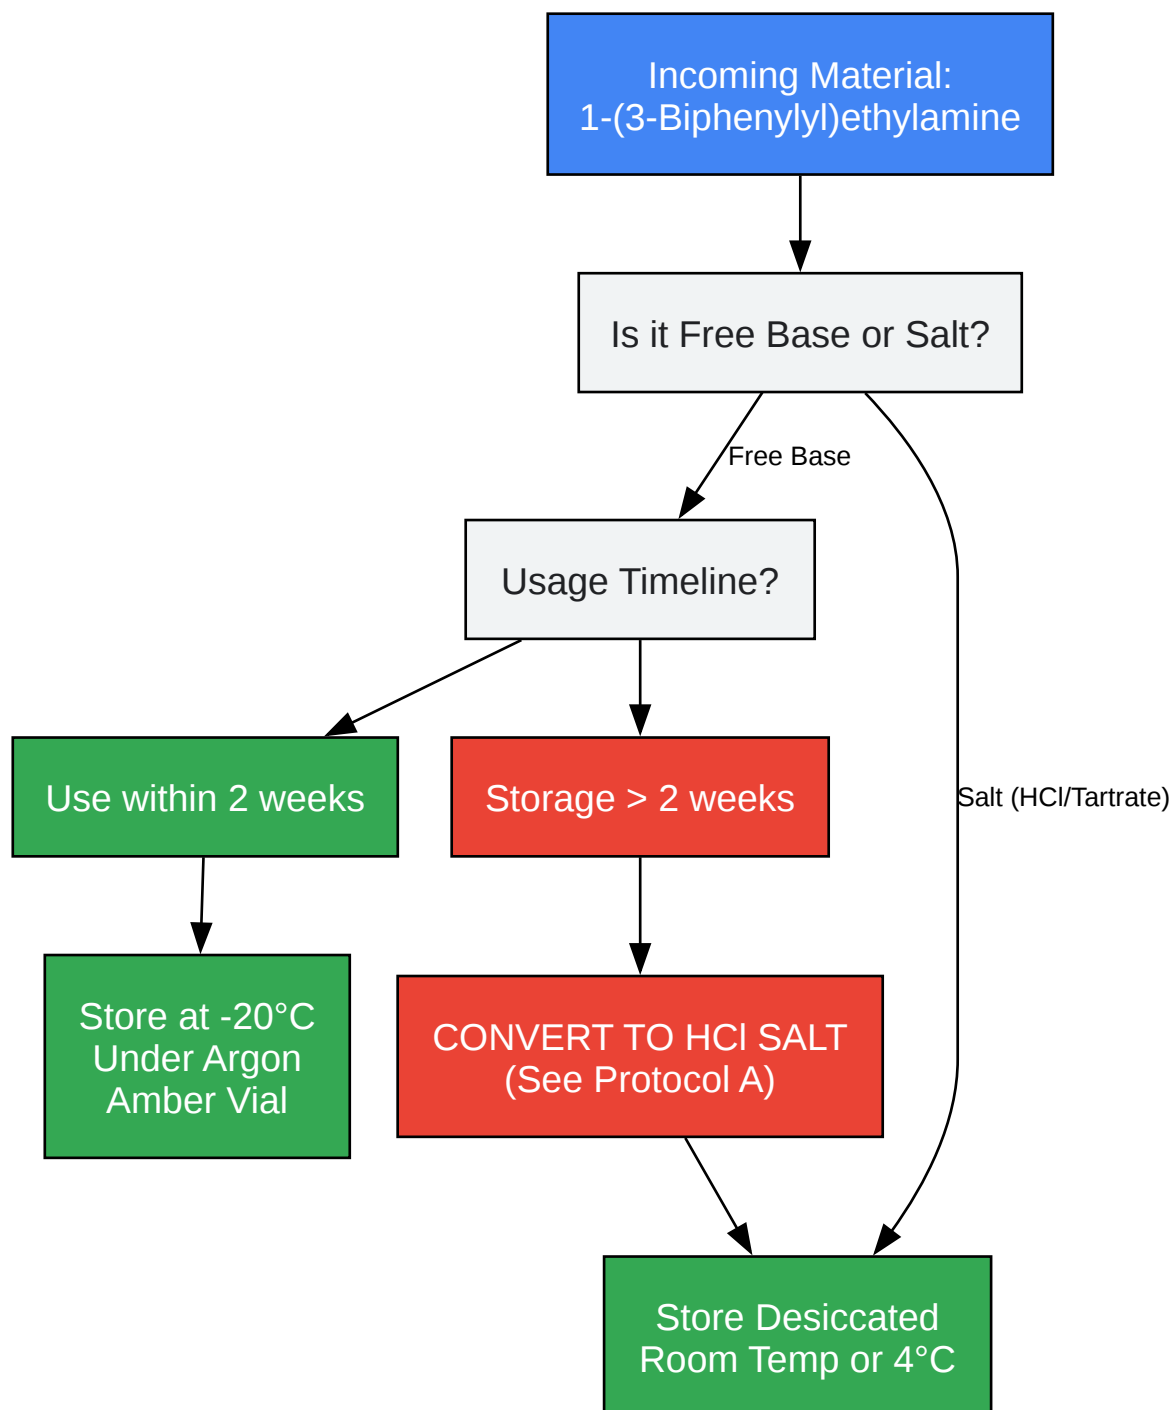 Incoming Material:
1-(3-Biphenylyl)ethylamine
Is it Free Base or Salt?
Free Base
Usage Timeline?
Use within 2 weeks
Storage > 2 weeks
Salt (HCl/Tartrate)
Store at -20°C
Under Argon
Amber Vial
CONVERT TO HCl SALT
(See Protocol A)
Store Desiccated
Room Temp or 4°C